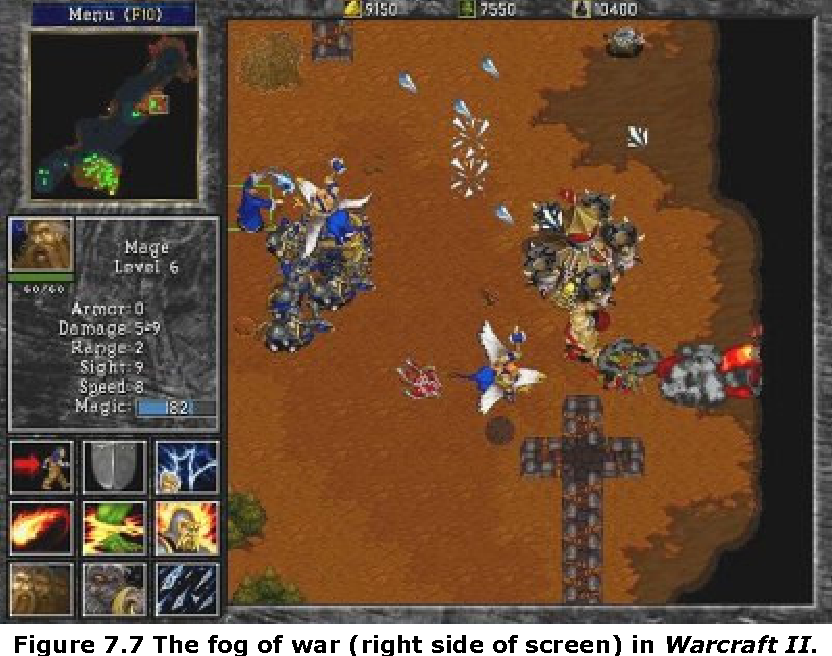 Menu (F10)
9150
7550
10400
Mage
Level 6
60/60
Armor: 0
Damage: 5-9
Range: 2
Sight: 9
Speed: 8
Magic: 182
Figure 7.7 The fog of war (right side of screen) in Warcraft II.